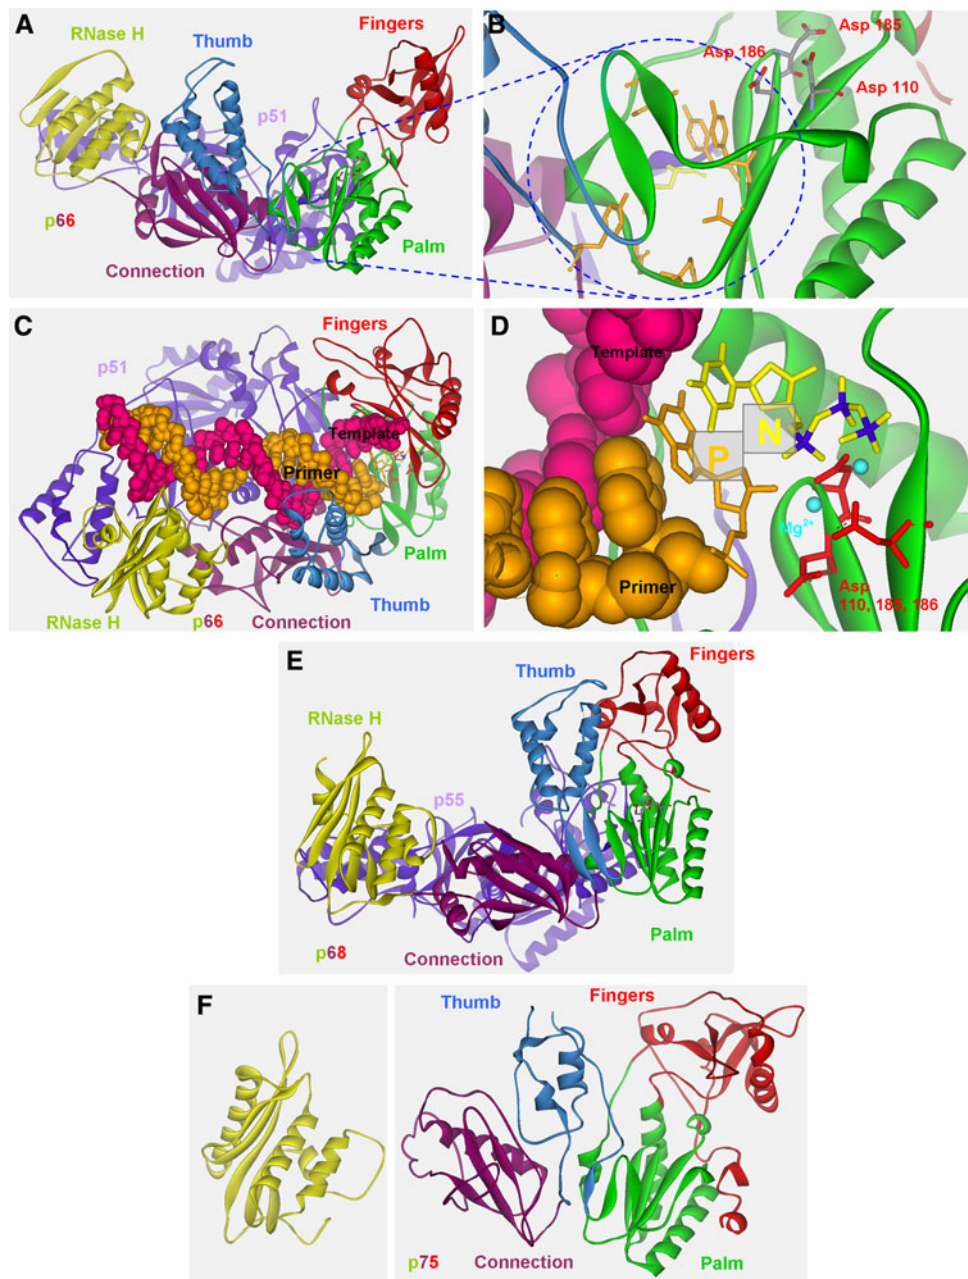 A
RNase H
Thumb
Fingers
p51
p66
Connection
Palm
B
Asp 185
Asp 186
Asp 110
C
p51
Fingers
Template
Primer
Palm
Thumb
RNase H
p66
Connection
D
Template
N
P
Mg²⁺
Primer
Asp
110, 185, 186
E
Fingers
Thumb
RNase H
p55
Palm
p68
Connection
F
Thumb
Fingers
p75
Connection
Palm